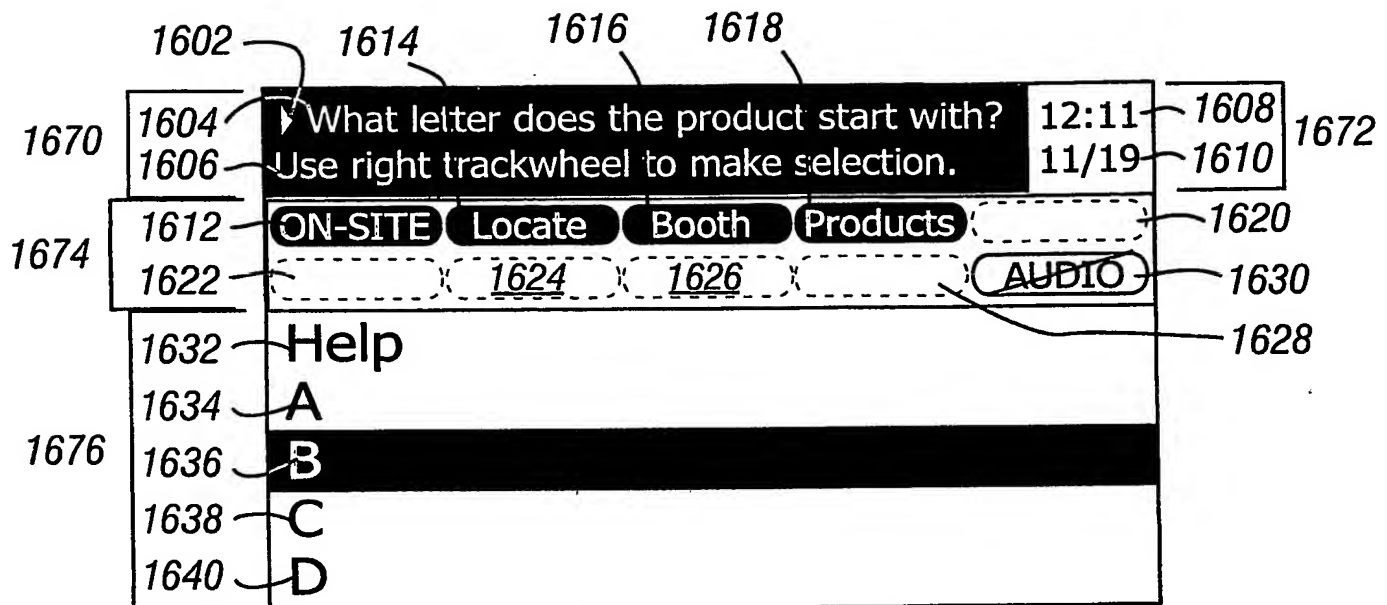 1602 1614 1616 1618
1670 1604 What letter does the product start with? 12:11 1608 1672
1606 Use right trackwheel to make selection. 11/19 1610
1674 1612 ON-SITE Locate Booth Products 1620
1622 1624 1626 AUDIO 1630
1628
1632 Help
1634 A
1676 1636 B
1638 C
1640 D